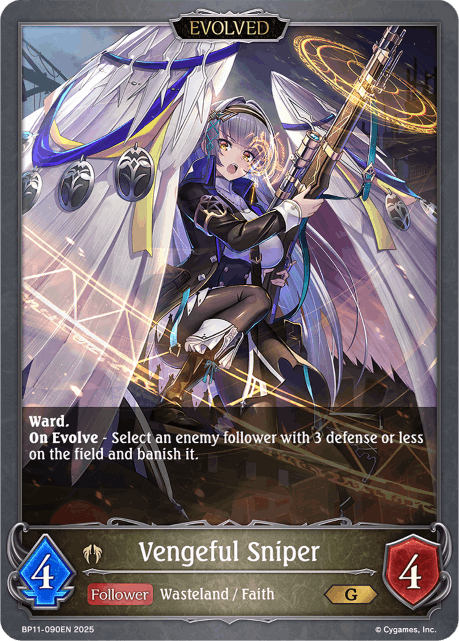 EVOLVED
Ward.
On Evolve - Select an enemy follower with 3 defense or less
on the field and banish it.
Vengeful Sniper
4
Follower Wasteland / Faith
G
4
BP11-090EN 2025
© Cygames, Inc.